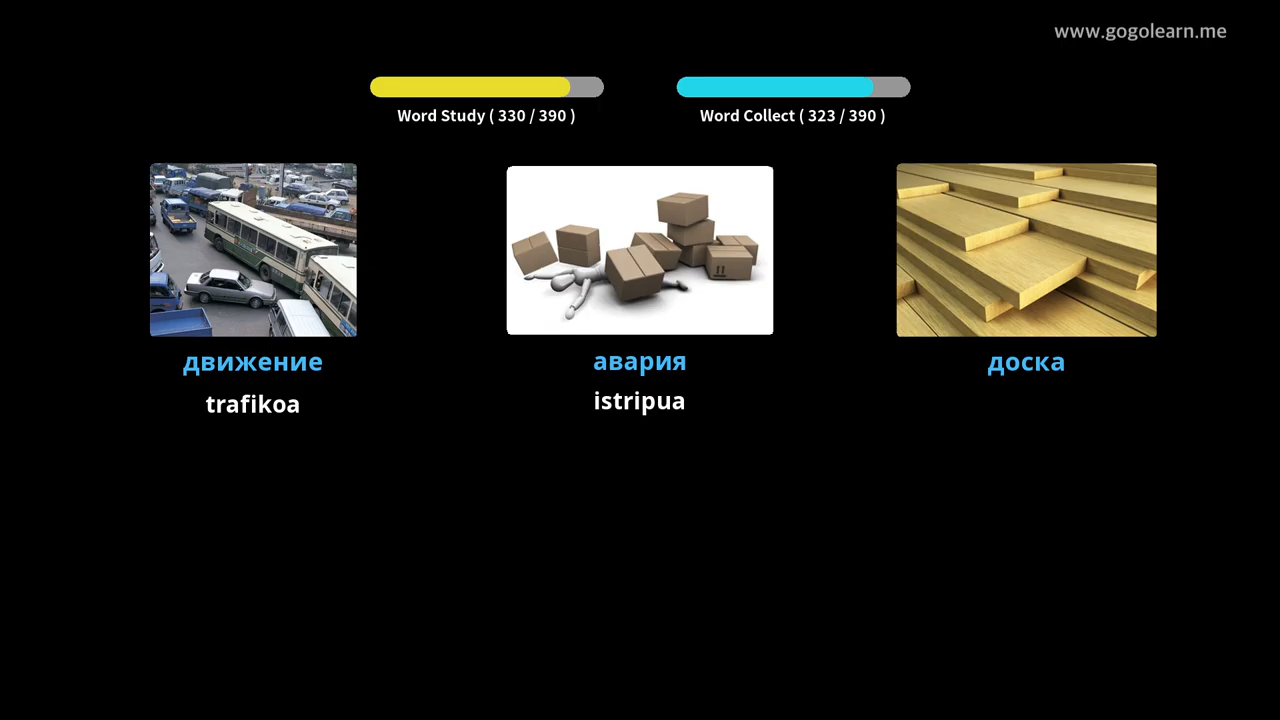 www.gogolearn.me
Word Study ( 330 / 390 )
Word Collect ( 323 / 390 )
движение
trafikoa
авария
istripua
доска